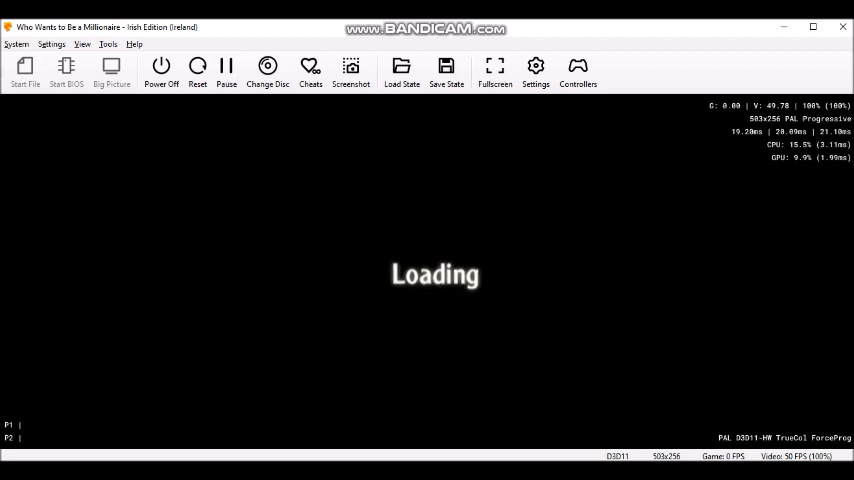 www.BANDICAM.com
Who Wants to Be a Millionaire - Irish Edition (Ireland)
System Settings View Tools Help
Start File Start BIOS Big Picture Power Off Reset Pause Change Disc Cheats Screenshot Load State Save State Fullscreen Settings Controllers
G: 0.00 | V: 49.78 | 100% (100%)
503x256 PAL Progressive
19.20ms | 20.09ms | 21.10ms
CPU: 15.5% (3.11ms)
GPU: 9.9% (1.99ms)
Loading
P1 |
P2 |
PAL D3D11-HW TrueCol ForceProg
D3D11 503x256 Game: 0 FPS Video: 50 FPS (100%)